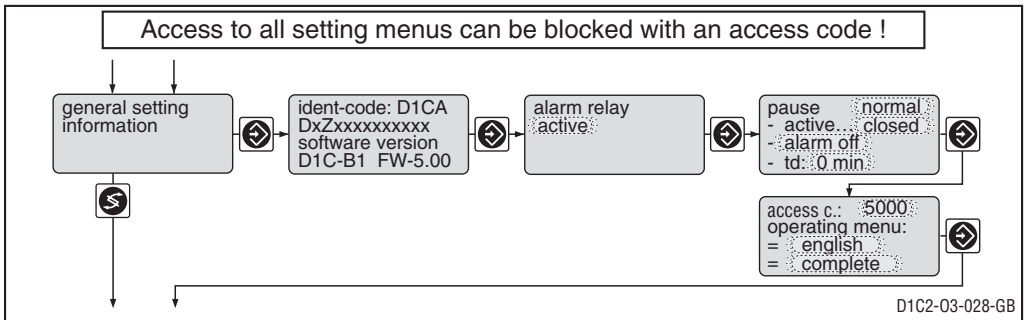 Access to all setting menus can be blocked with an access code !
general setting
information
ident-code: D1CA
DxZxxxxxxxxxx
software version
D1C-B1 FW-5.00
alarm relay
active
pause normal
- active... closed
- alarm off
- td: 0 min
access c.: 5000
operating menu:
= english
= complete
D1C2-03-028-GB